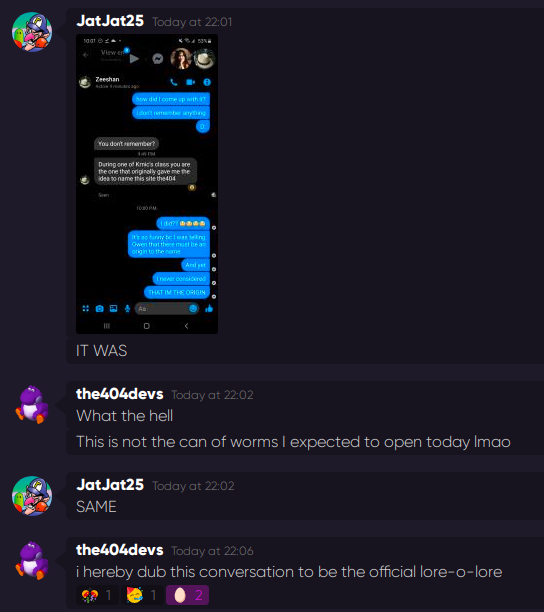 JatJat25 Today at 22:01
10:07
53%
View en
Zeeshan
Active 9 minutes ago
how did I come up with it?
I don't remember anything
You don't remember?
9:45 PM
During one of Krnic's class you are
the one that originally gave me the
idea to name this site the404
Seen
10:00 PM
I did?? 😳😳😳😳
It's so funny bc I was telling
Owen that there must be an
origin to the name
And yet
I never considered
THAT IM THE ORIGIN
Aa
IT WAS
the404devs Today at 22:02
What the hell
This is not the can of worms I expected to open today lmao
JatJat25 Today at 22:02
SAME
the404devs Today at 22:06
i hereby dub this conversation to be the official lore-o-lore
1 1 2